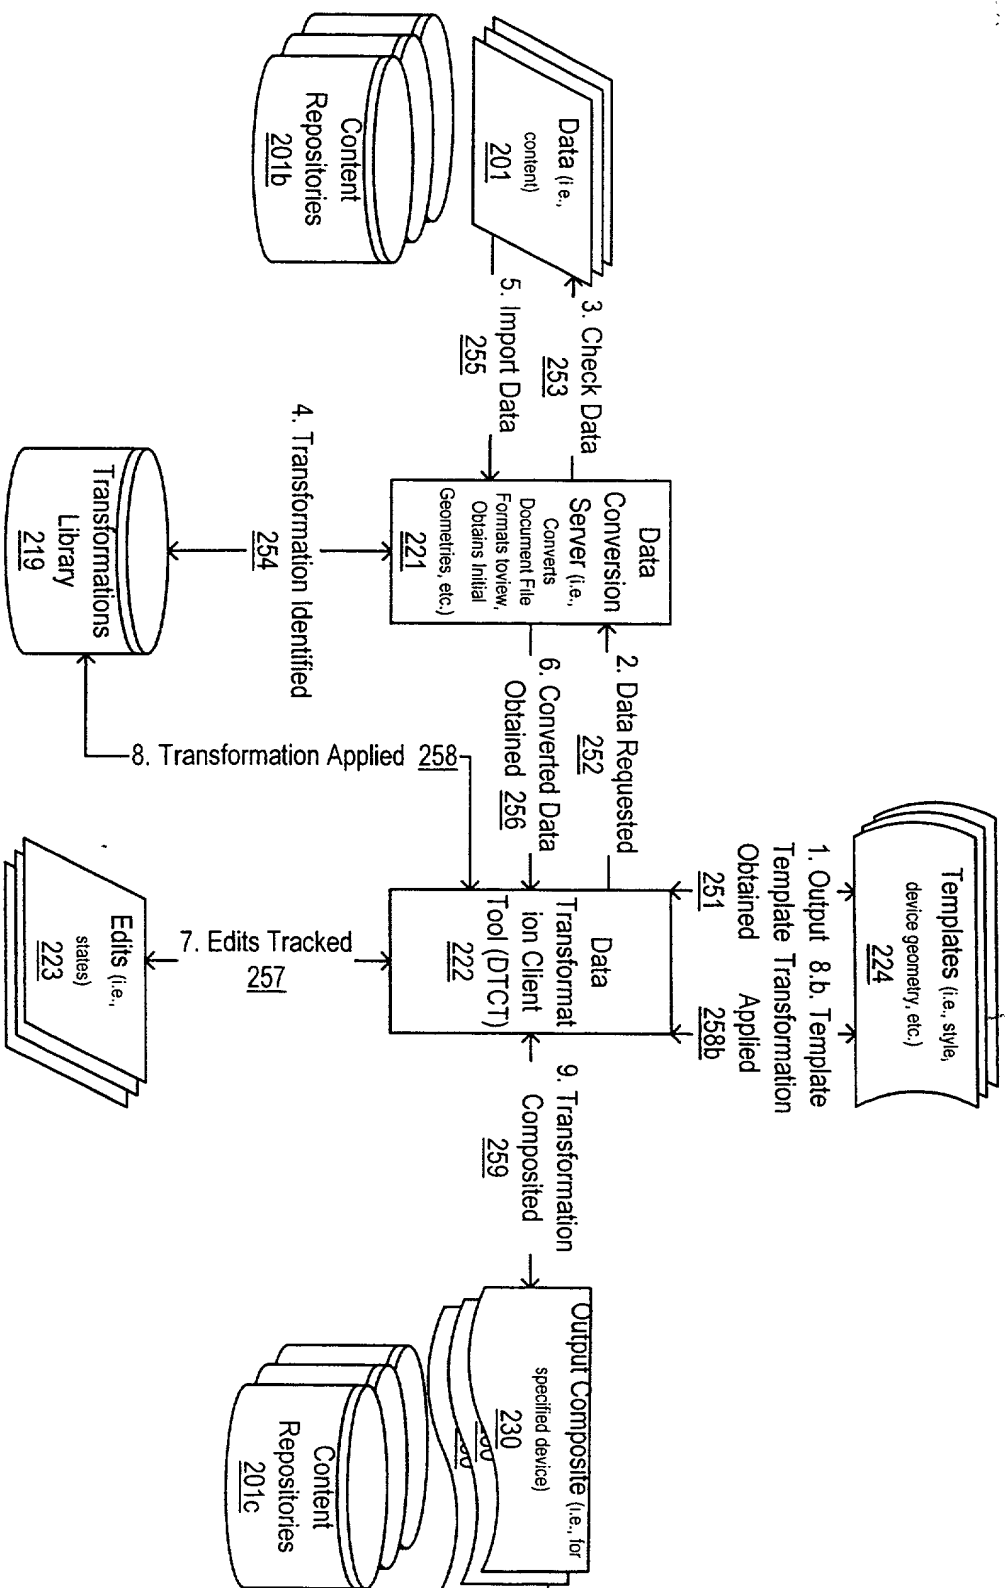 Data (i.e.,
content)
201
Content
Repositories
201b
3. Check Data
253
5. Import Data
255
Data
Conversion
Server (i.e.,
Converts
Document File
Formats toview,
Obtains Initial
Geometries, etc.)
221
4. Transformation Identified
254
Transformations
Library
219
2. Data Requested
252
6. Converted Data
Obtained 256
8. Transformation Applied 258
Templates (i.e., style,
device geometry, etc.)
224
1. Output
Template
Obtained
251
8.b. Template
Transformation
Applied
258b
Data
Transformat
ion Client
Tool (DTCT)
222
7. Edits Tracked
257
Edits (i.e.,
states)
223
9. Transformation
Composited
259
Output Composite (i.e., for
specified device)
230
Content
Repositories
201c